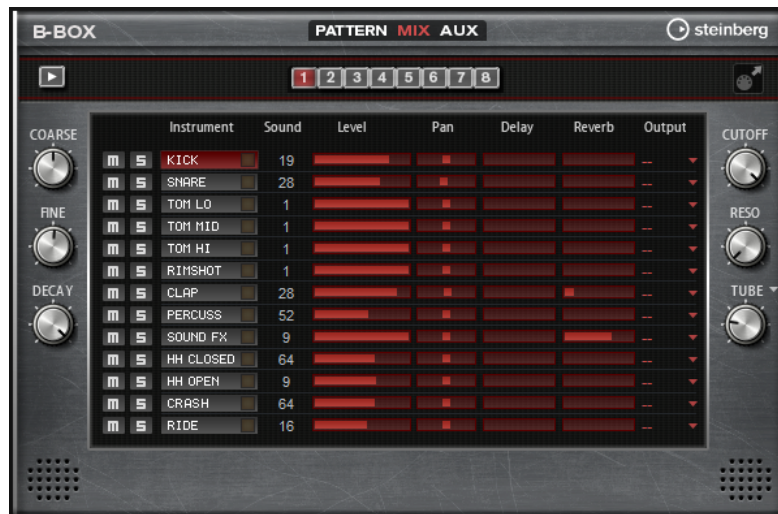 B-BOX PATTERN MIX AUX steinberg
1 2 3 4 5 6 7 8
Instrument Sound Level Pan Delay Reverb Output
COARSE CUTOFF
m S KICK 19 --
m S SNARE 28 --
m S TOM LO 1 --
FINE RESO
m S TOM MID 1 --
m S TOM HI 1 --
m S RIMSHOT 1 --
DECAY TUBE
m S CLAP 28 --
m S PERCUSS 52 --
m S SOUND FX 9 --
m S HH CLOSED 64 --
m S HH OPEN 9 --
m S CRASH 64 --
m S RIDE 16 --